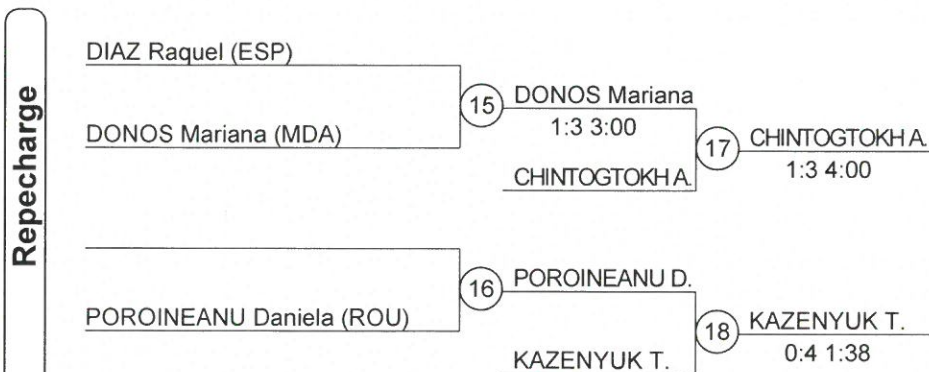 Repechage
DIAZ Raquel (ESP)
DONOS Mariana (MDA)
15
DONOS Mariana
1:3 3:00
CHINTOGTOKH A.
17
CHINTOGTOKH A.
1:3 4:00
POROINEANU Daniela (ROU)
16
POROINEANU D.
KAZENYUK T.
18
KAZENYUK T.
0:4 1:38